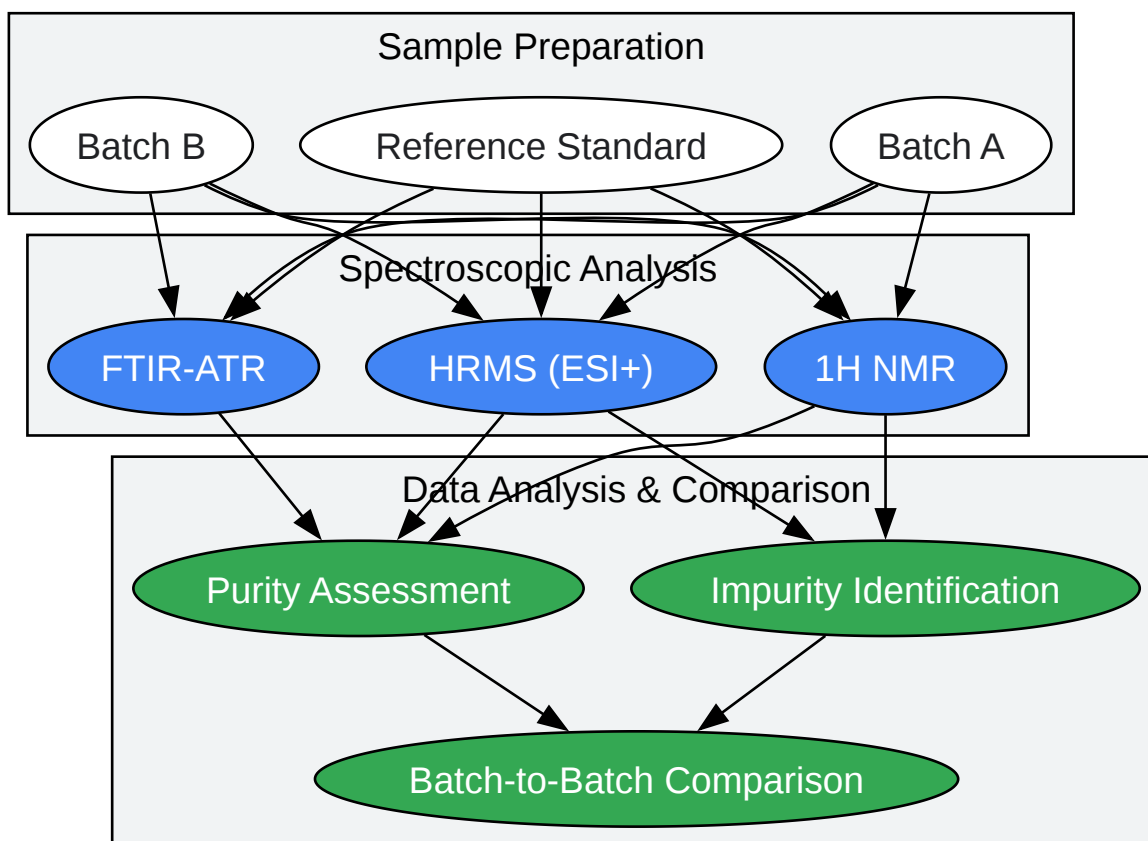 Sample Preparation
Batch B
Reference Standard
Batch A
Spectroscopic Analysis
FTIR-ATR
HRMS (ESI+)
1H NMR
Data Analysis & Comparison
Purity Assessment
Impurity Identification
Batch-to-Batch Comparison